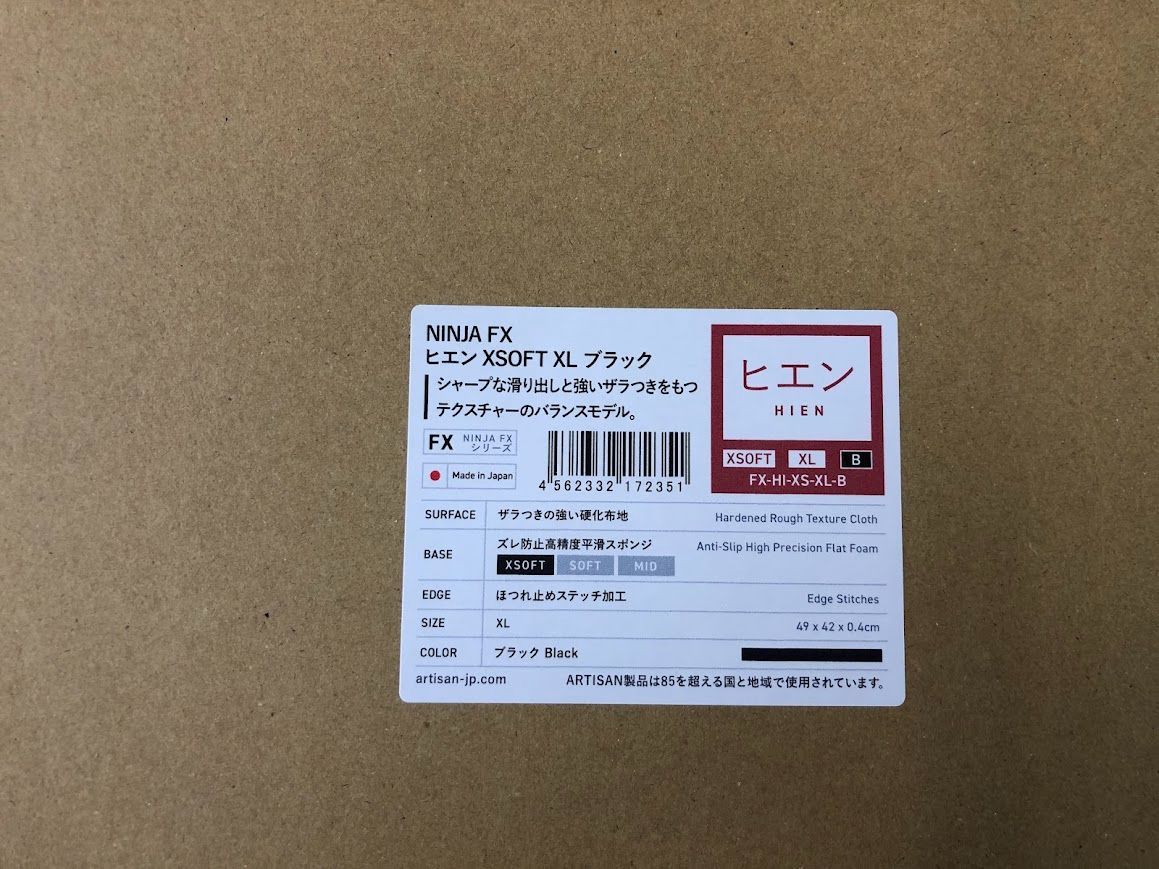 NINJA FX
ヒエン XSOFT XL ブラック
シャープな滑り出しと強いザラつきをもつ
テクスチャーのバランスモデル。
FX NINJA FX
シリーズ
Made in Japan
4 562332 172351
ヒエン
HIEN
XSOFT XL B
FX-HI-XS-XL-B
SURFACE ザラつきの強い硬化布地 Hardened Rough Texture Cloth
BASE ズレ防止高精度平滑スポンジ Anti-Slip High Precision Flat Foam
XSOFT SOFT MID
EDGE ほつれ止めステッチ加工 Edge Stitches
SIZE XL 49 x 42 x 0.4cm
COLOR ブラック Black
artisan-jp.com ARTISAN製品は85を超える国と地域で使用されています。